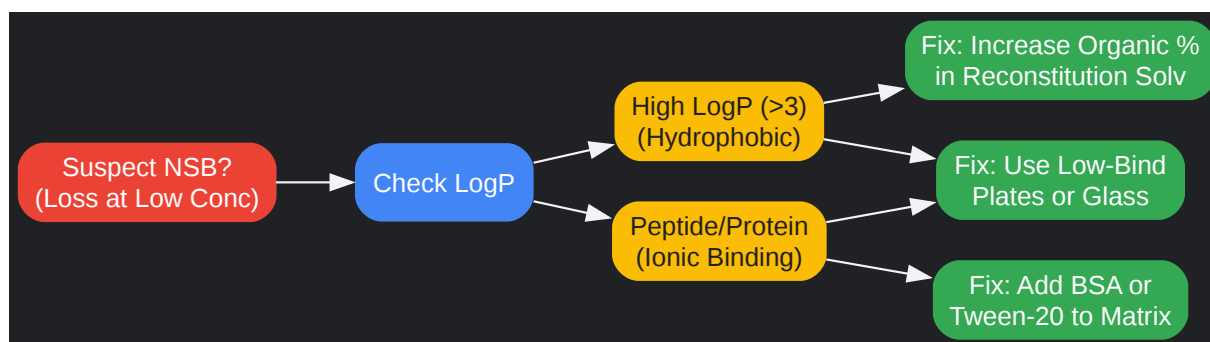 Suspect NSB?
(Loss at Low Conc)
Check LogP
High LogP (>3)
(Hydrophobic)
Peptide/Protein
(Ionic Binding)
Fix: Increase Organic %
in Reconstitution Solv
Fix: Use Low-Bind
Plates or Glass
Fix: Add BSA or
Tween-20 to Matrix